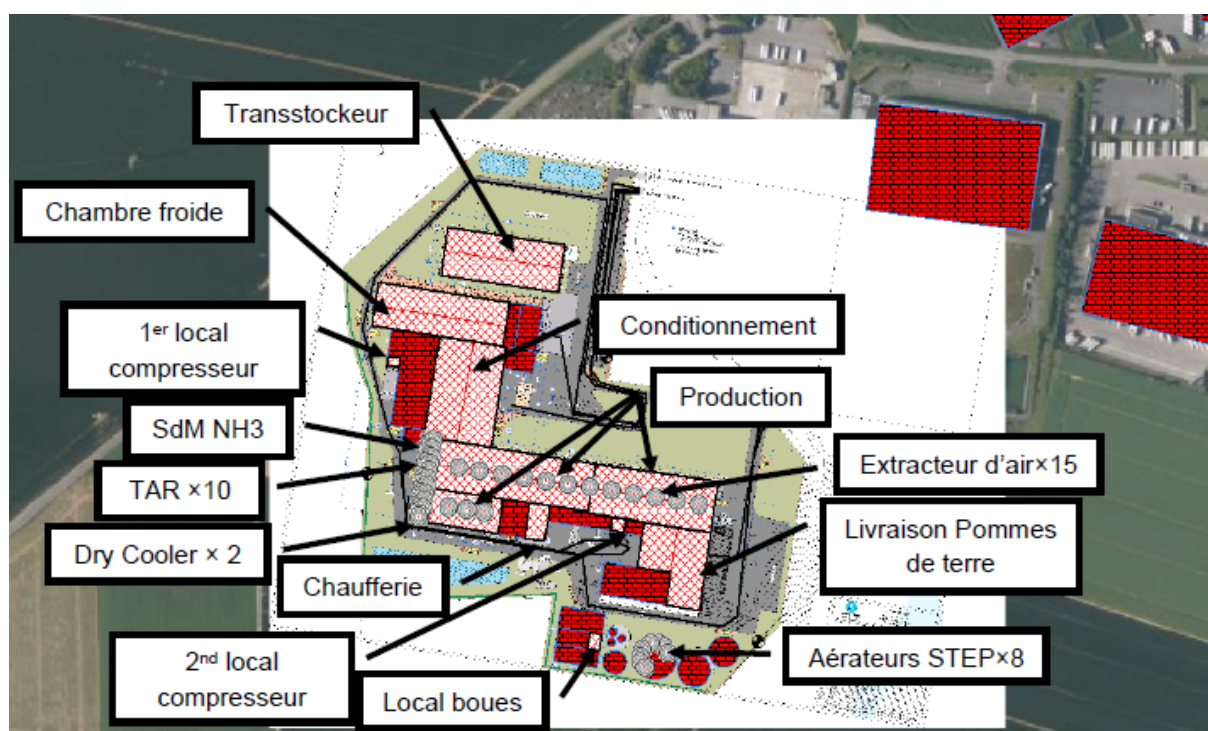 Transstockeur
Chambre froide
1er local
compresseur
Conditionnement
Production
SdM NH3
Extracteur d'air×15
TAR ×10
Livraison Pommes
de terre
Dry Cooler × 2
Chaufferie
2nd local
compresseur
Local boues
Aérateurs STEP×8